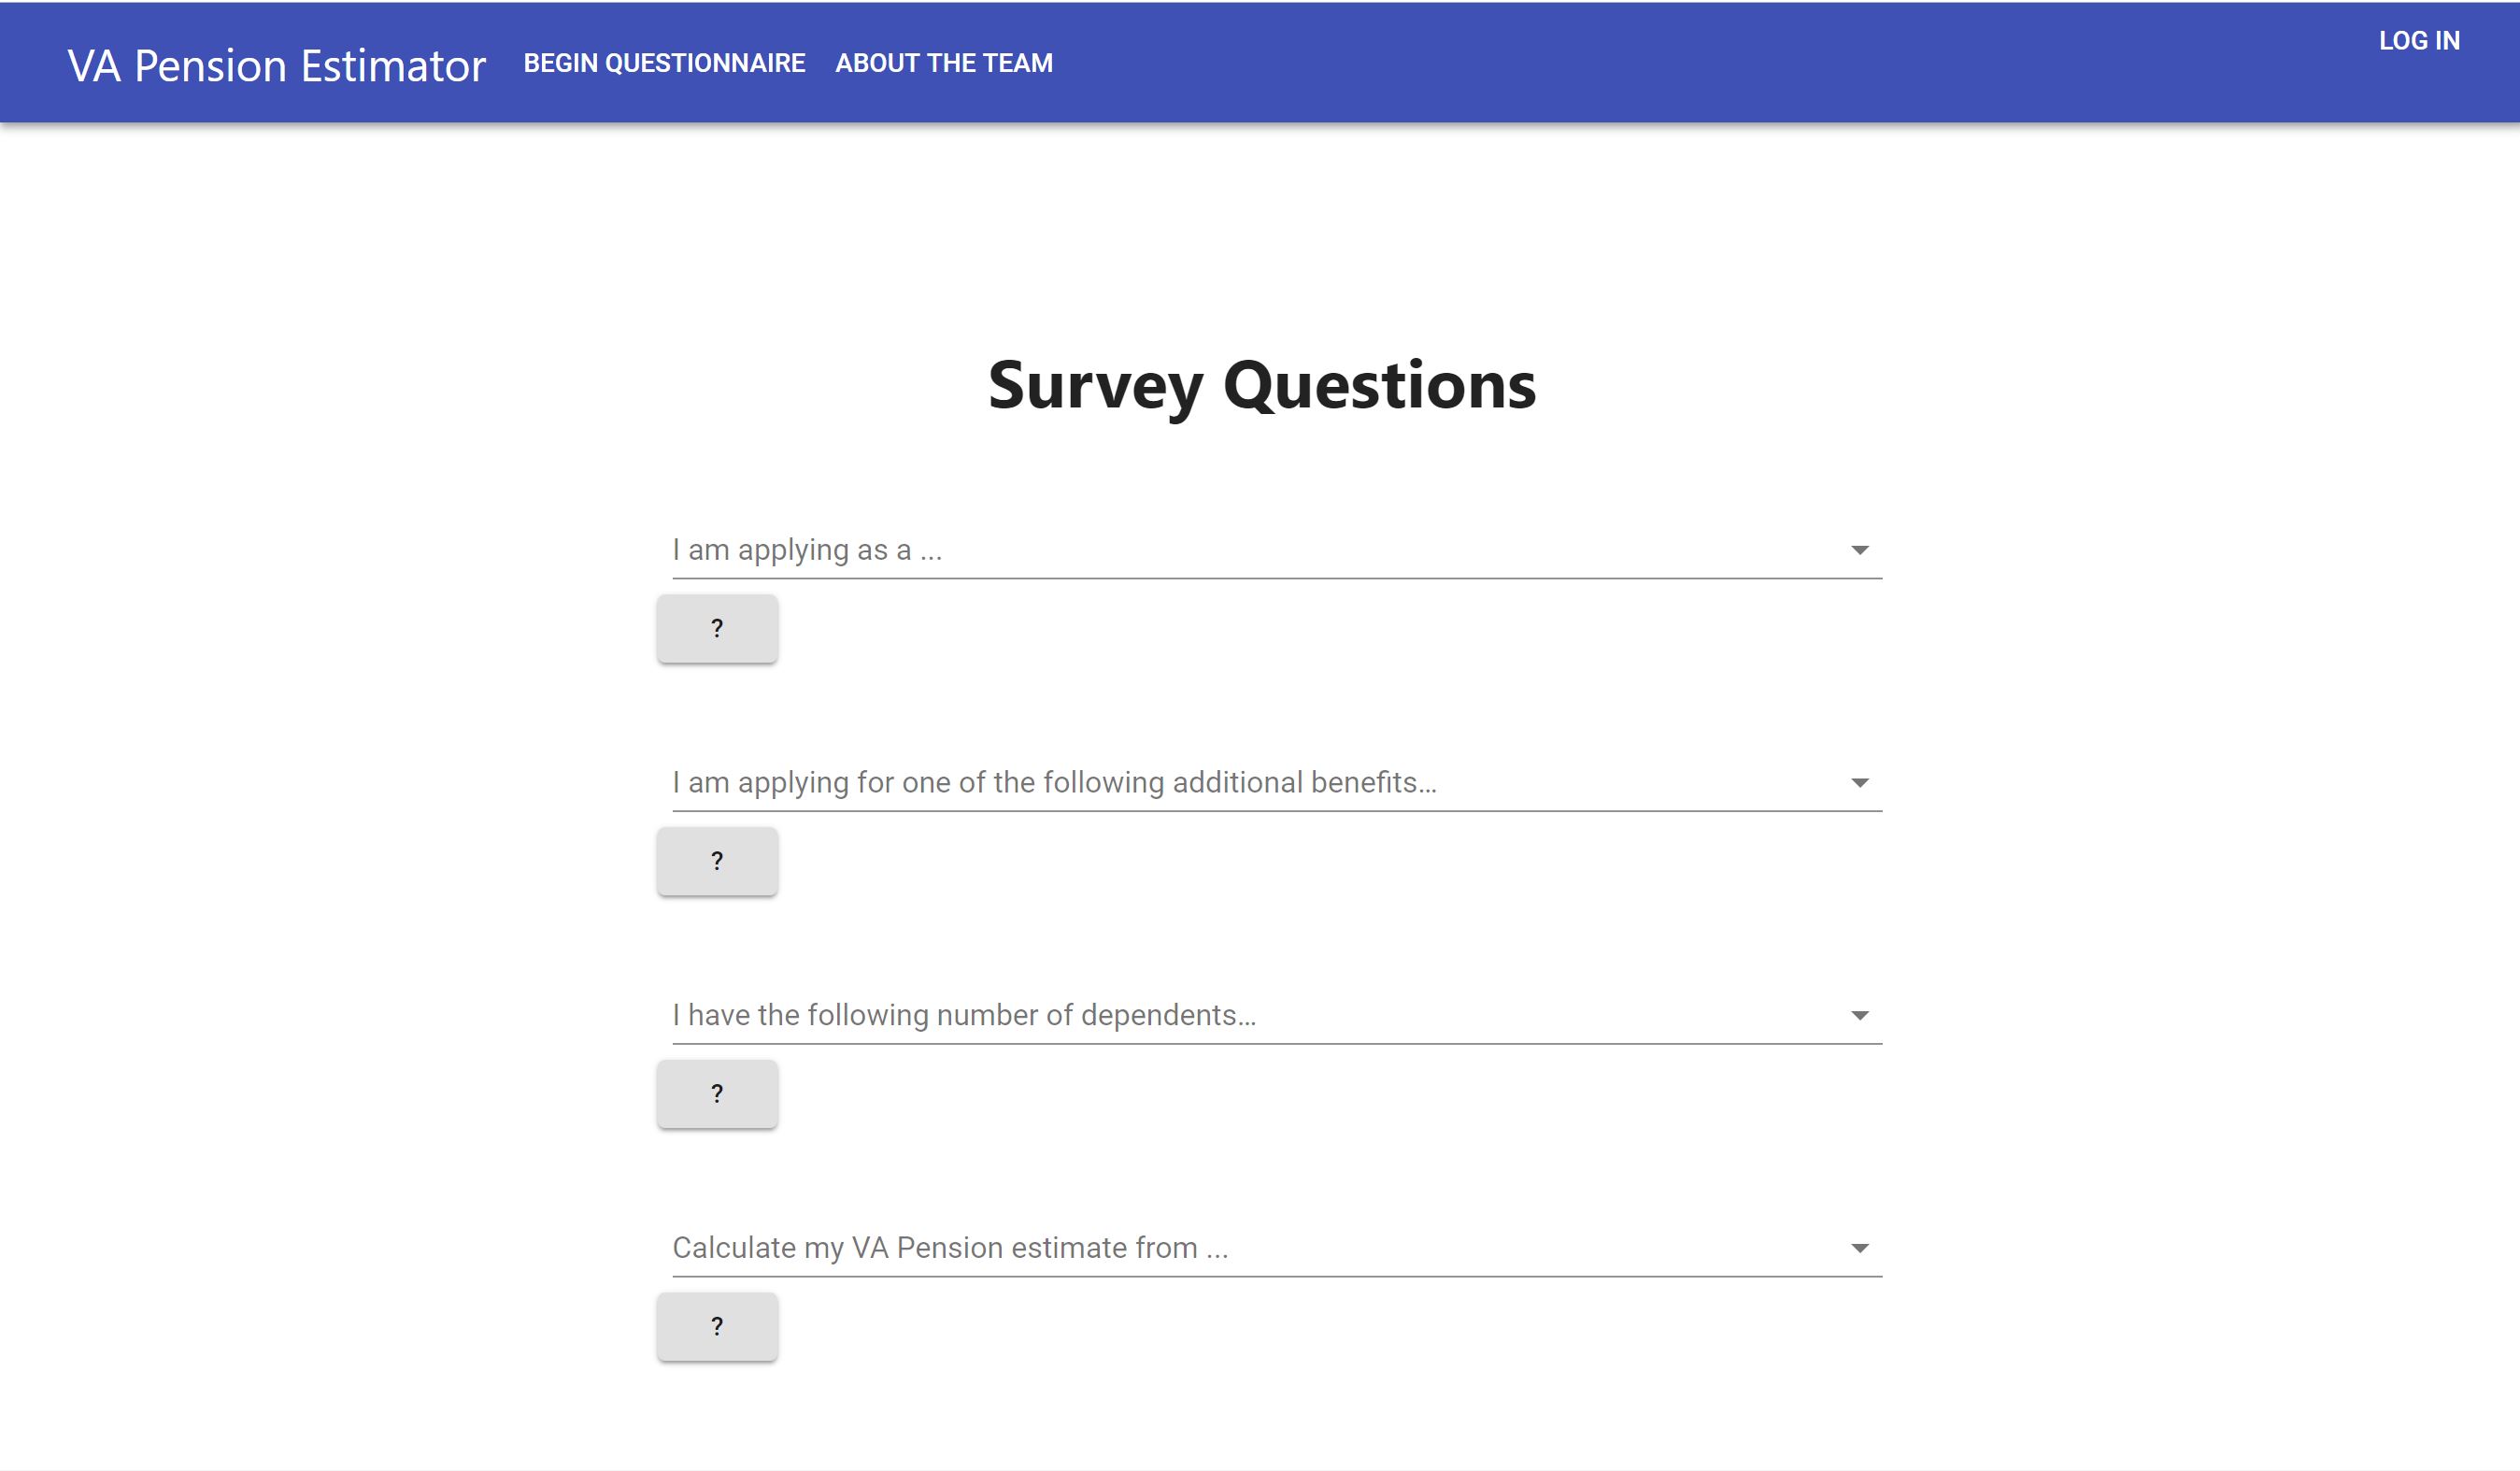 VA Pension Estimator BEGIN QUESTIONNAIRE ABOUT THE TEAM LOG IN
Survey Questions
I am applying as a ...
?
I am applying for one of the following additional benefits...
?
I have the following number of dependents...
?
Calculate my VA Pension estimate from ...
?